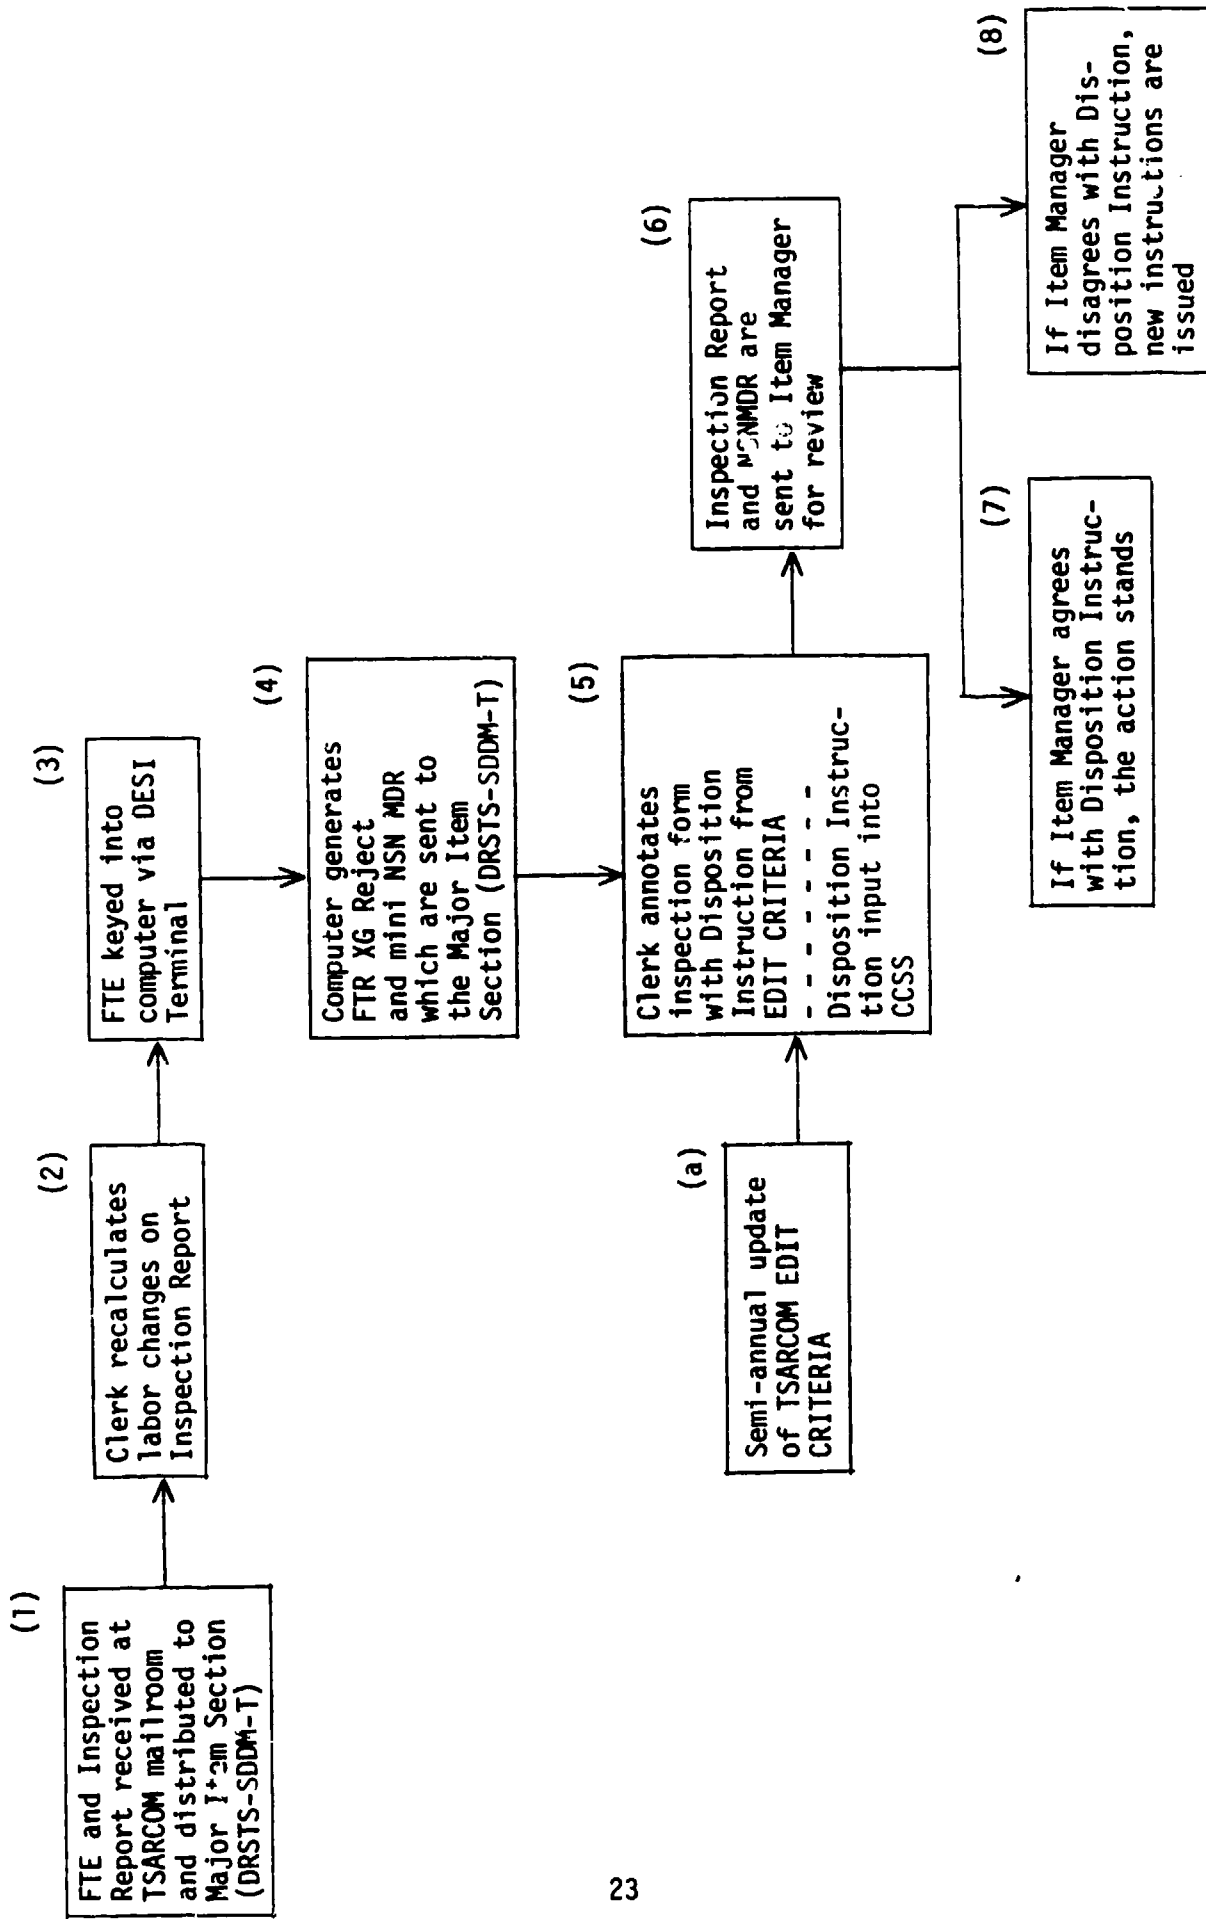 (1)
FTE and Inspection
Report received at
TSARCOM mailroom
and distributed to
Major Item Section
(DRSTS-SDDM-T)
(2)
Clerk recalculates
labor changes on
Inspection Report
(3)
FTE keyed into
computer via DESI
Terminal
(4)
Computer generates
FTR XG Reject
and mini NSN MDR
which are sent to
the Major Item
Section (DRSTS-SDDM-T)
(a)
Semi-annual update
of TSARCOM EDIT
CRITERIA
(5)
Clerk annotates
inspection form
with Disposition
Instruction from
EDIT CRITERIA
- - - - - - - -
Disposition Instruc-
tion input into
CCSS
(6)
Inspection Report
and NSNMDR are
sent to Item Manager
for review
(7)
If Item Manager agrees
with Disposition Instruc-
tion, the action stands
(8)
If Item Manager
disagrees with Dis-
position Instruction,
new instructions are
issued
23